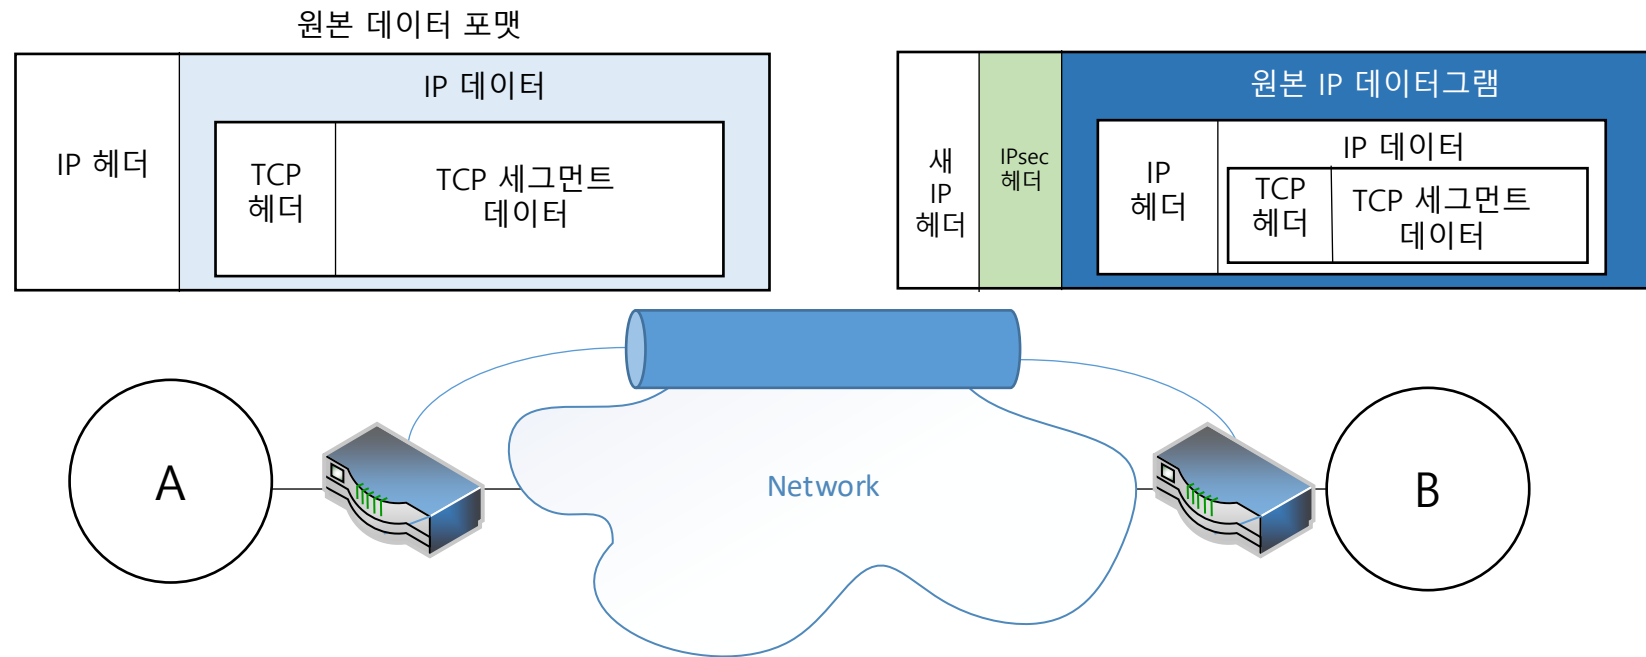 원본 데이터 포맷
IP 헤더
IP 데이터
TCP
헤더
TCP 세그먼트
데이터
새
IP
헤더
IPsec
헤더
원본 IP 데이터그램
IP
헤더
IP 데이터
TCP
헤더
TCP 세그먼트
데이터
A
Network
B